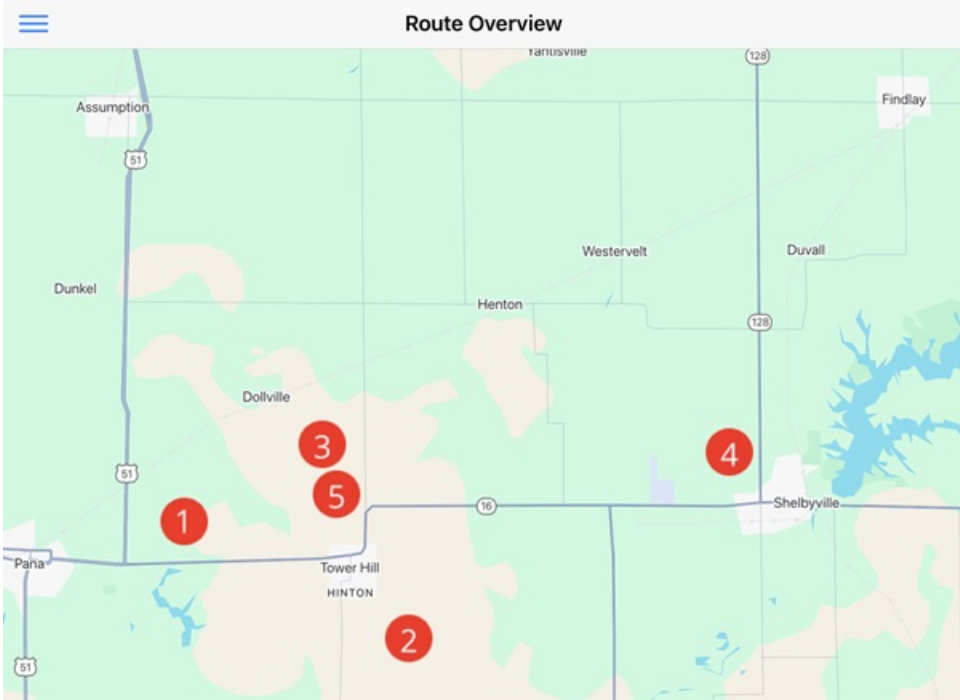 Route Overview
Yantisville
128
Assumption
Findlay
51
Westervelt
Duvall
Dunkel
Henton
128
Dollville
3
4
51
5
16
Shelbyville
1
Pana
Tower Hill
HINTON
2
51